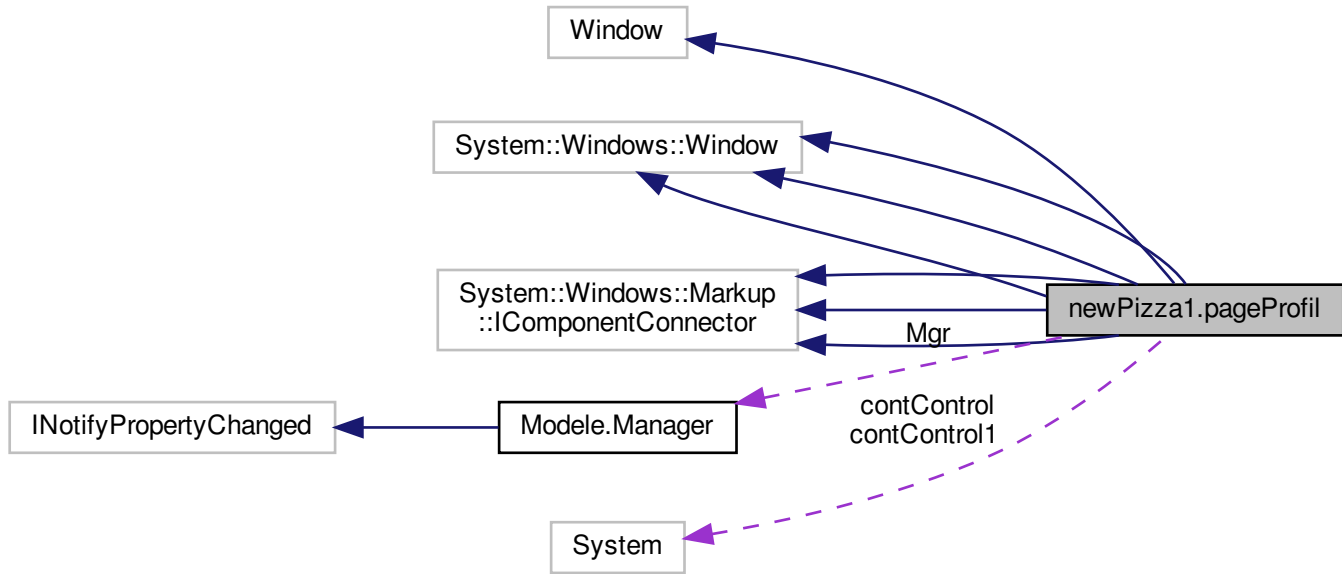 Window
System::Windows::Window
System::Windows::Markup
::IComponentConnector
newPizza1.pageProfil
Mgr
INotifyPropertyChanged
Modele.Manager
contControl
contControl1
System